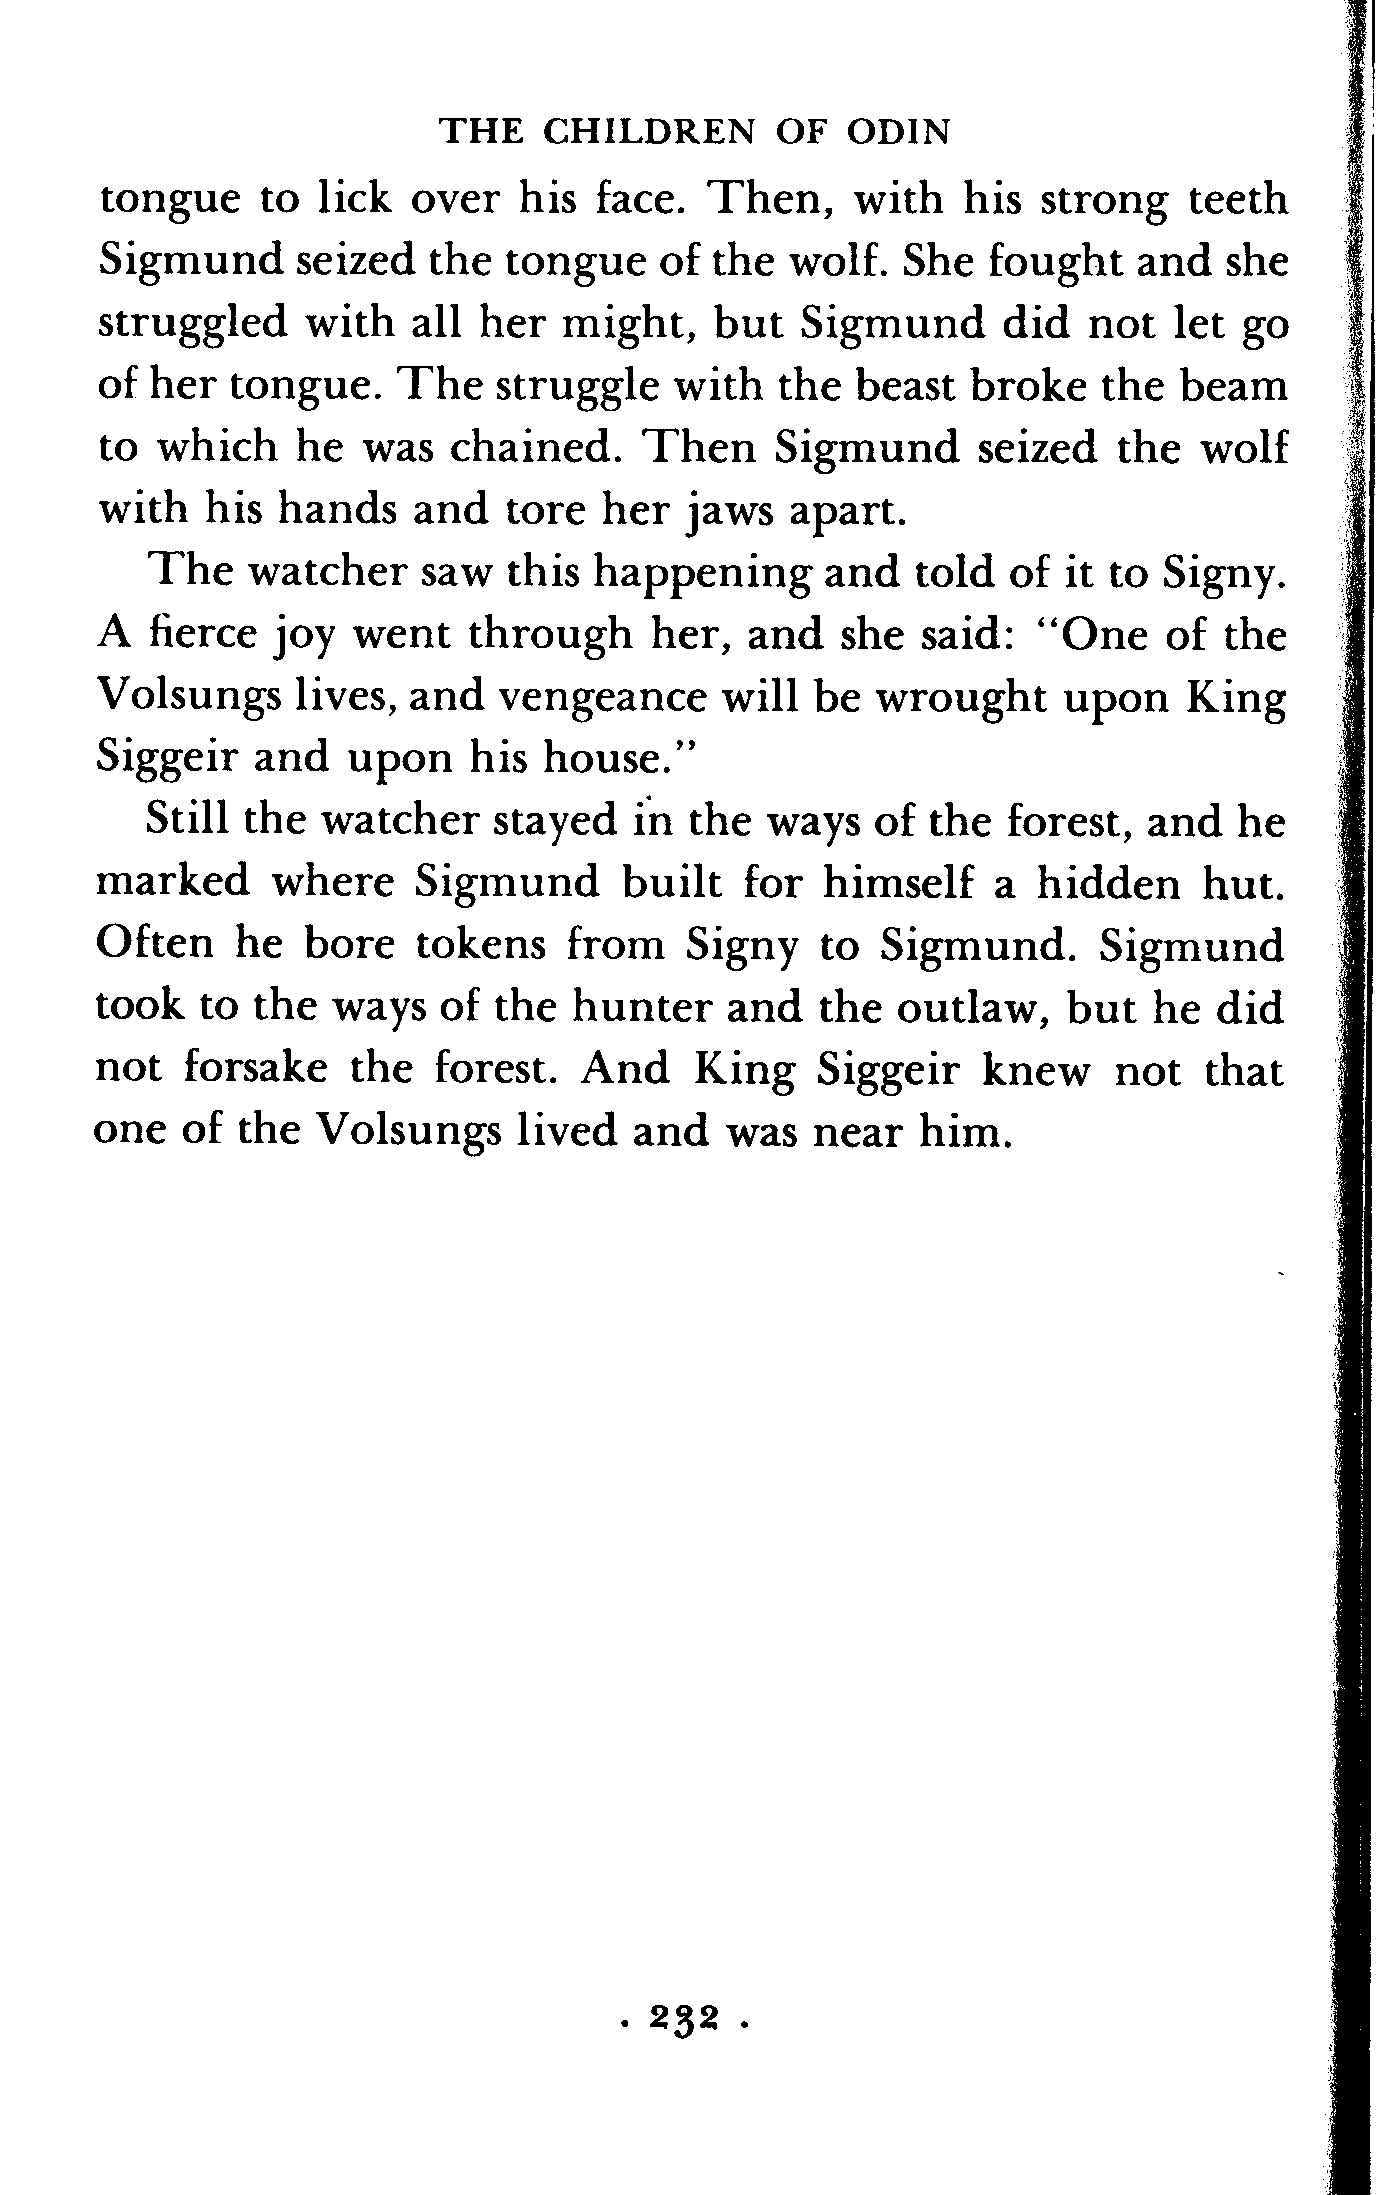 THE CHILDREN OF ODIN
tongue to lick over his face. Then, with his strong teeth
Sigmund seized the tongue of the wolf. She fought and she
struggled with all her might, but Sigmund did not let go
of her tongue. The struggle with the beast broke the beam
to which he was chained. Then Sigmund seized the wolf
with his hands and tore her jaws apart.
The watcher saw this happening and told of it to Signy.
A fierce joy went through her, and she said: “One of the
Volsungs lives, and vengeance will be wrought upon King
Siggeir and upon his house.”
Still the watcher stayed in the ways of the forest, and he
marked where Sigmund built for himself a hidden hut.
Often he bore tokens from Signy to Sigmund. Sigmund
took to the ways of the hunter and the outlaw, but he did
not forsake the forest. And King Siggeir knew not that
one of the Volsungs lived and was near him.
· 232 ·